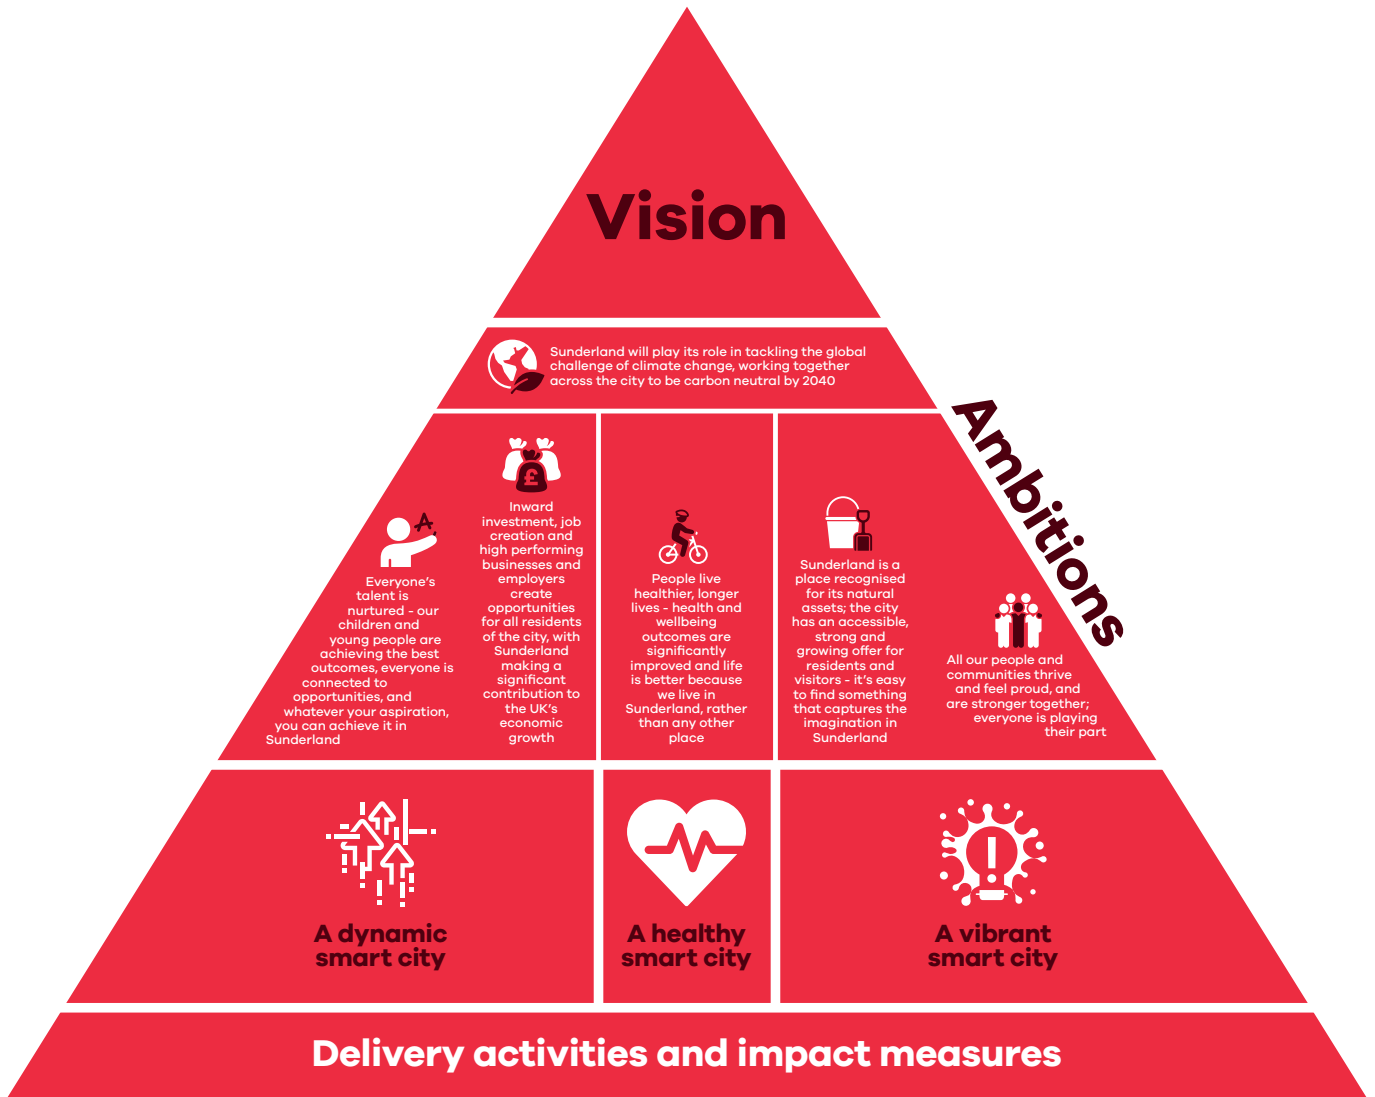 Vision
Sunderland will play its role in tackling the global
challenge of climate change, working together
across the city to be carbon neutral by 2040
Ambitions
Everyone's
talent is
nurtured - our
children and
young people are
achieving the best
outcomes, everyone is
connected to
opportunities, and
whatever your aspiration,
you can achieve it in
Sunderland
Inward
investment, job
creation and
high performing
businesses and
employers
create
opportunities
for all residents
of the city, with
Sunderland
making a
significant
contribution to
the UK's
economic
growth
People live
healthier, longer
lives - health and
wellbeing
outcomes are
significantly
improved and life
is better because
we live in
Sunderland, rather
than any other
place
Sunderland is a
place recognised
for its natural
assets; the city
has an accessible,
strong and
growing offer for
residents and
visitors - it's easy
to find something
that captures the
imagination in
Sunderland
All our people and
communities thrive
and feel proud, and
are stronger together;
everyone is playing
their part
A dynamic
smart city
A healthy
smart city
A vibrant
smart city
Delivery activities and impact measures